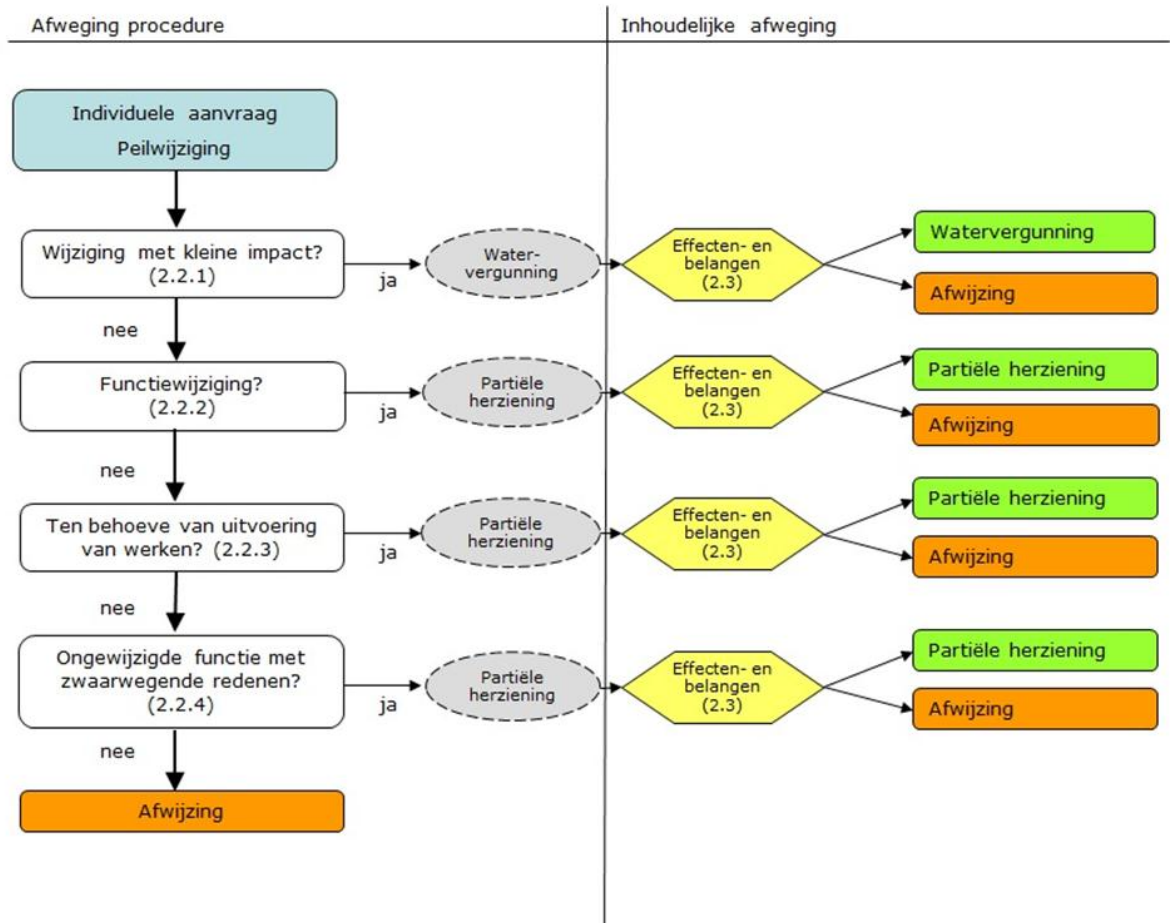 Afweging procedure
Inhoudelijke afweging
Individuele aanvraag
Peilwijziging
Wijziging met kleine impact?
(2.2.1)
ja
Water-
vergunning
Effecten- en
belangen
(2.3)
Watervergunning
Afwijzing
nee
Functiewijziging?
(2.2.2)
ja
Partiële
herziening
Effecten- en
belangen
(2.3)
Partiële herziening
Afwijzing
nee
Ten behoeve van uitvoering
van werken? (2.2.3)
ja
Partiële
herziening
Effecten- en
belangen
(2.3)
Partiële herziening
Afwijzing
nee
Ongewijzigde functie met
zwaarwegende redenen?
(2.2.4)
ja
Partiële
herziening
Effecten- en
belangen
(2.3)
Partiële herziening
Afwijzing
nee
Afwijzing